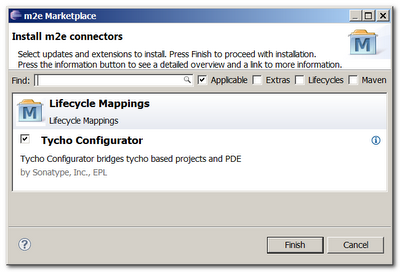 m2e Marketplace
Install m2e connectors
Select updates and extensions to install. Press Finish to proceed with installation.
Press the information button to see a detailed overview and a link to more information.
Find: Applicable Extras Lifecycles Maven
M
Lifecycle Mappings
Lifecycle Mappings
Tycho Configurator
Tycho Configurator bridges tycho based projects and PDE
by Sonatype, Inc., EPL
Finish Cancel